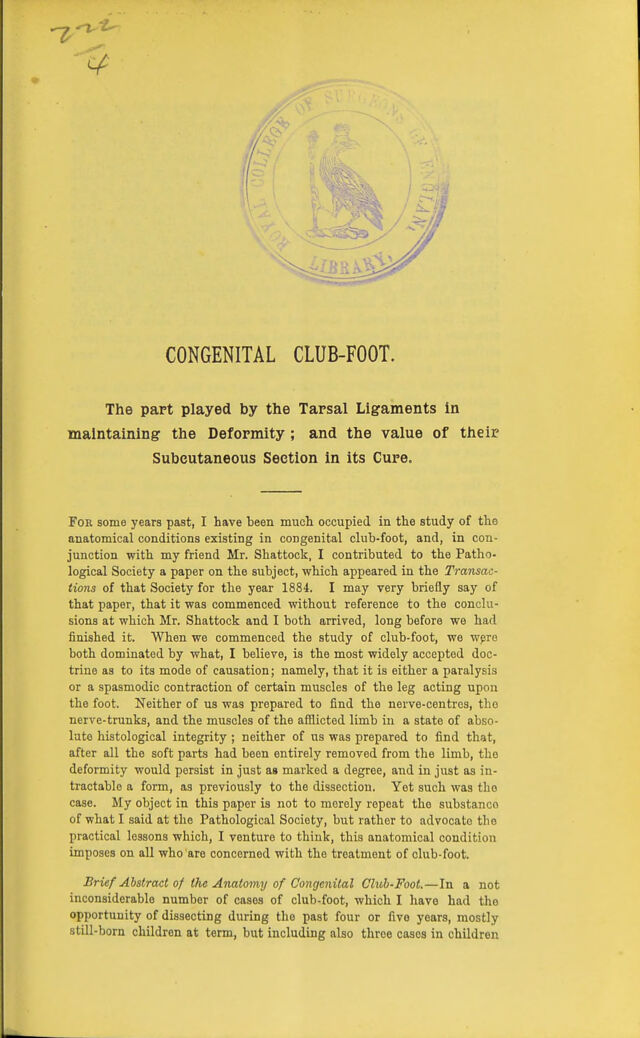 722
4
ROYAL COLLEGE OF SURGEONS OF ENGLAN
LIBRARY,
CONGENITAL CLUB-FOOT.
The part played by the Tarsal Ligaments in
maintaining the Deformity ; and the value of their
Subcutaneous Section in its Cure.
FOR some years past, I have been much occupied in the study of the
anatomical conditions existing in congenital club-foot, and, in con-
junction with my friend Mr. Shattock, I contributed to the Patho-
logical Society a paper on the subject, which appeared in the Transac-
tions of that Society for the year 1884. I may very briefly say of
that paper, that it was commenced without reference to the conclu-
sions at which Mr. Shattock and I both arrived, long before we had
finished it. When we commenced the study of club-foot, we were
both dominated by what, I believe, is the most widely accepted doc-
trine as to its mode of causation; namely, that it is either a paralysis
or a spasmodic contraction of certain muscles of the leg acting upon
the foot. Neither of us was prepared to find the nerve-centres, the
nerve-trunks, and the muscles of the afflicted limb in a state of abso-
lute histological integrity ; neither of us was prepared to find that,
after all the soft parts had been entirely removed from the limb, the
deformity would persist in just as marked a degree, and in just as in-
tractable a form, as previously to the dissection. Yet such was the
case. My object in this paper is not to merely repeat the substance
of what I said at the Pathological Society, but rather to advocate the
practical lessons which, I venture to think, this anatomical condition
imposes on all who are concerned with the treatment of club-foot.
Brief Abstract of the Anatomy of Congenital Club-Foot.—In a not
inconsiderable number of cases of club-foot, which I have had the
opportunity of dissecting during the past four or five years, mostly
still-born children at term, but including also three cases in children